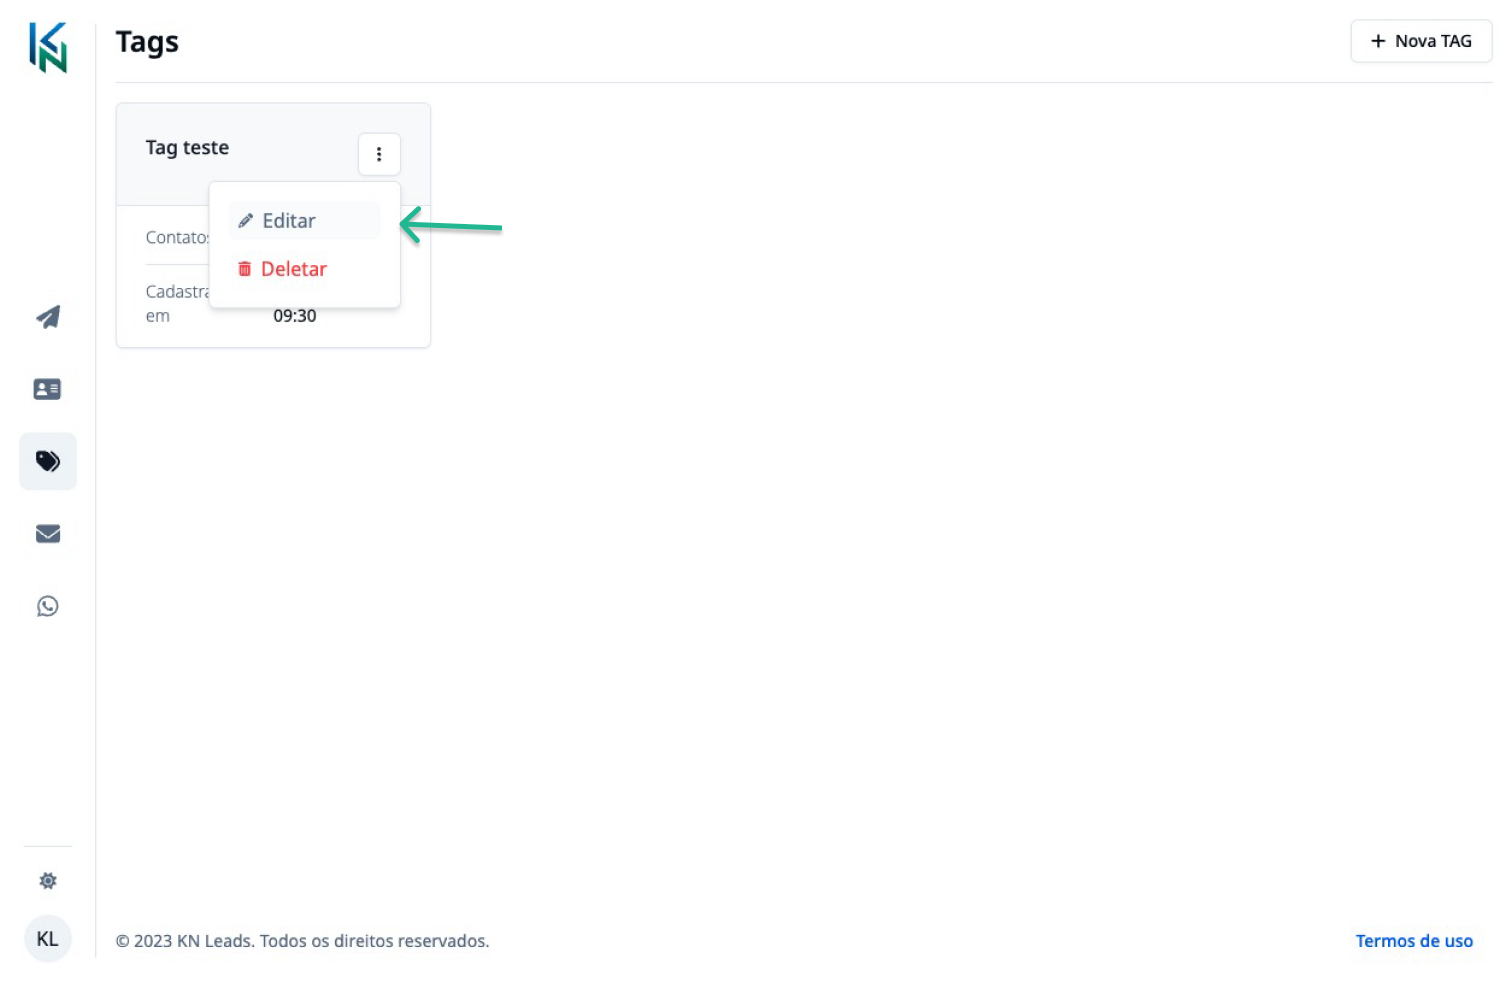 KN
Tags
+ Nova TAG
Tag teste
Editar
Contatos
Deletar
Cadastra
em
09:30
KL
© 2023 KN Leads. Todos os direitos reservados.
Termos de uso